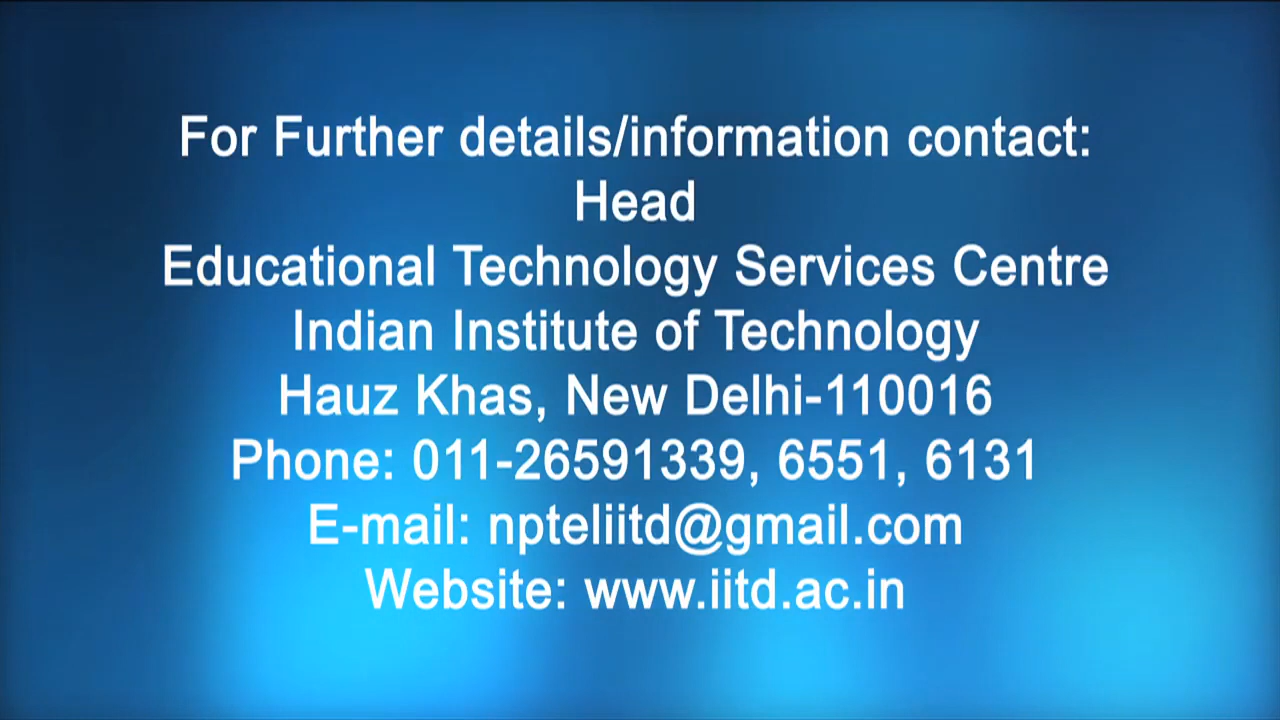 For Further details/information contact:
Head
Educational Technology Services Centre
Indian Institute of Technology
Hauz Khas, New Delhi-110016
Phone: 011-26591339, 6551, 6131
E-mail: npteliitd@gmail.com
Website: www.iitd.ac.in